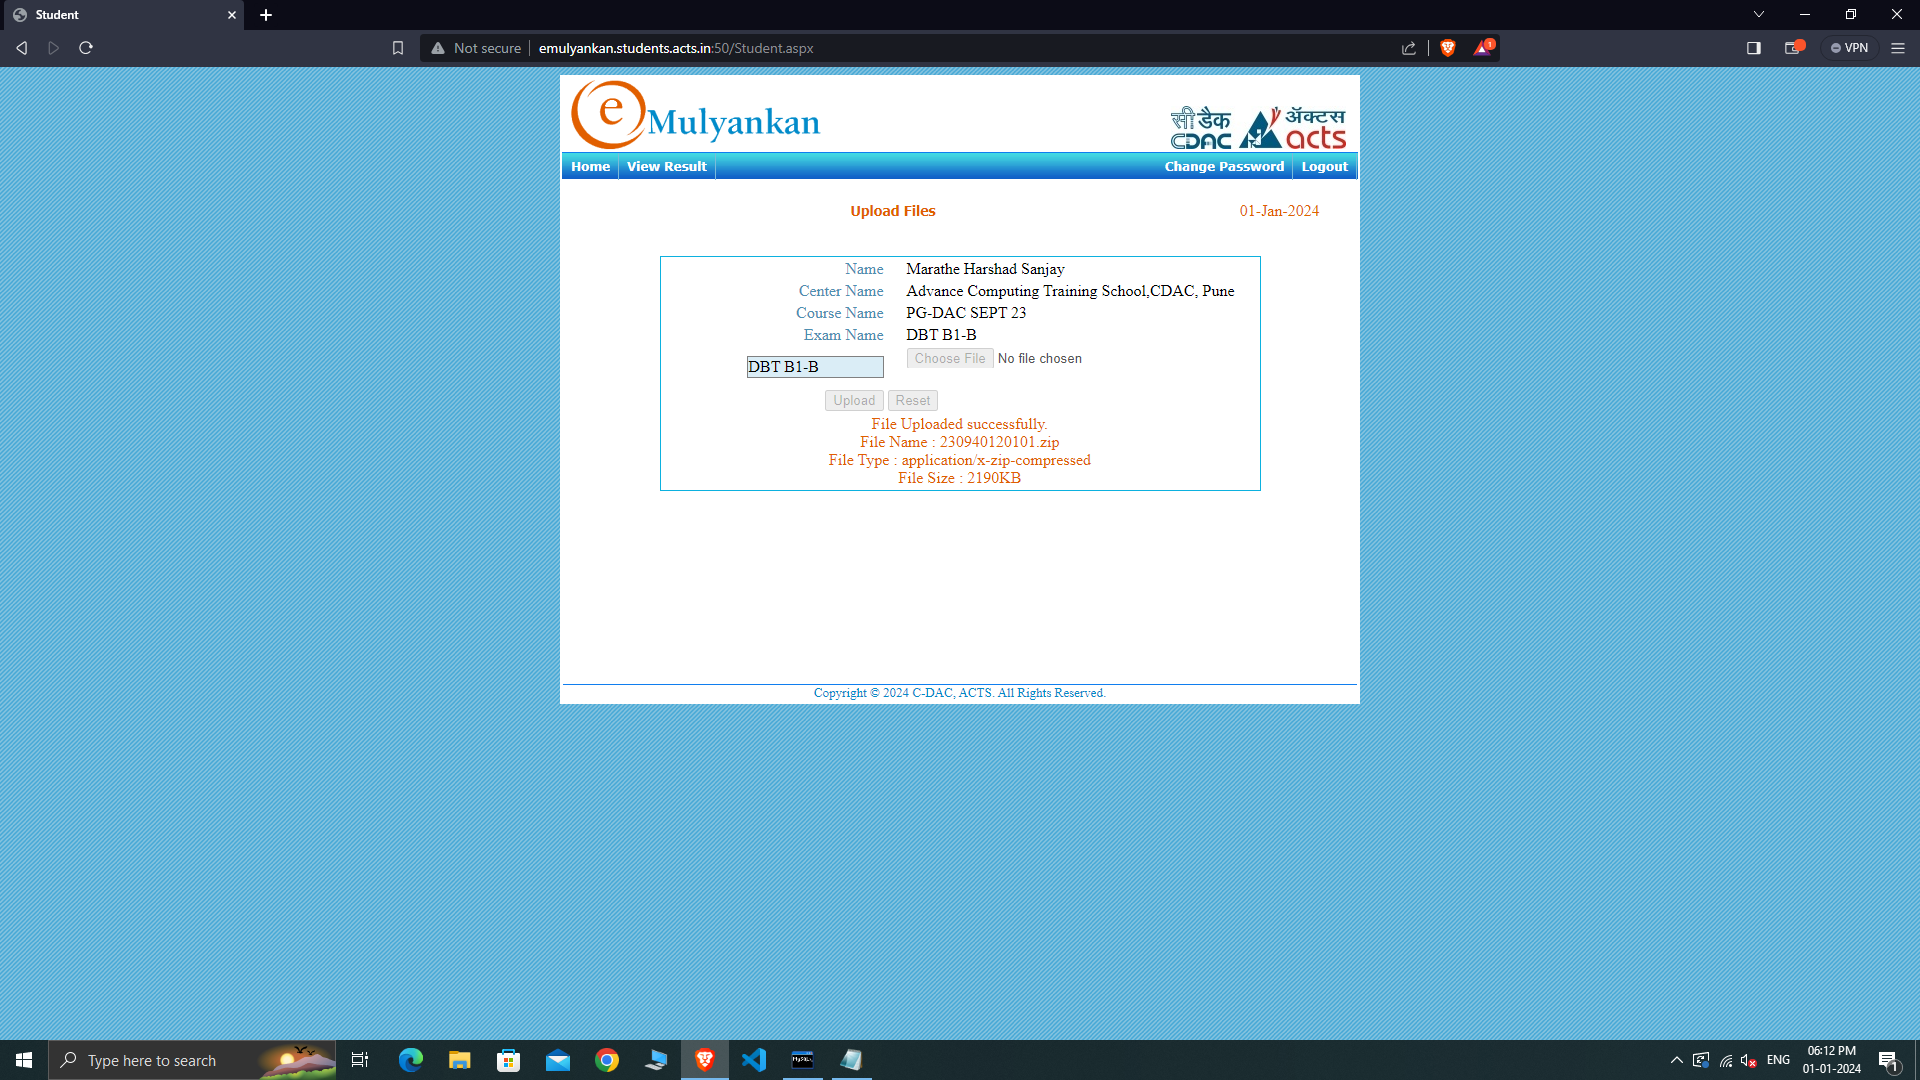 Student
Not secure
emulyankan.students.acts.in:50/Student.aspx
1
VPN
e Mulyankan
सी डैक
CDAC
ॲक्टस
acts
Home
View Result
Change Password
Logout
Upload Files
01-Jan-2024
Name Marathe Harshad Sanjay
Center Name Advance Computing Training School,CDAC, Pune
Course Name PG-DAC SEPT 23
Exam Name DBT B1-B
DBT B1-B
Choose File No file chosen
Upload
Reset
File Uploaded successfully.
File Name : 230940120101.zip
File Type : application/x-zip-compressed
File Size : 2190KB
Copyright © 2024 C-DAC, ACTS. All Rights Reserved.
Type here to search
ENG
06:12 PM
01-01-2024
1